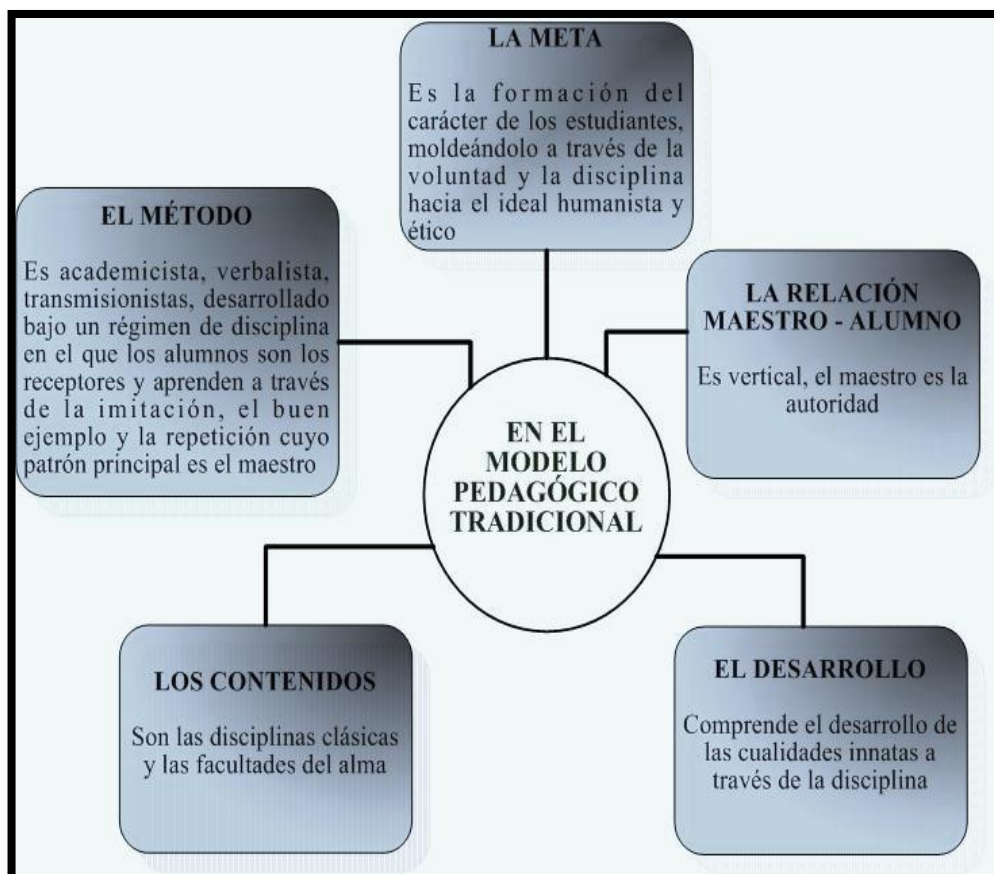 LA META
Es la formación del
carácter de los estudiantes,
moldeándolo a través de la
voluntad y la disciplina
hacia el ideal humanista y
ético
EL MÉTODO
Es academicista, verbalista,
transmisionistas, desarrollado
bajo un régimen de disciplina
en el que los alumnos son los
receptores y aprenden a través
de la imitación, el buen
ejemplo y la repetición cuyo
patrón principal es el maestro
LA RELACIÓN
MAESTRO - ALUMNO
Es vertical, el maestro es la
autoridad
EN EL
MODELO
PEDAGÓGICO
TRADICIONAL
LOS CONTENIDOS
Son las disciplinas clásicas
y las facultades del alma
EL DESARROLLO
Comprende el desarrollo de
las cualidades innatas a
través de la disciplina